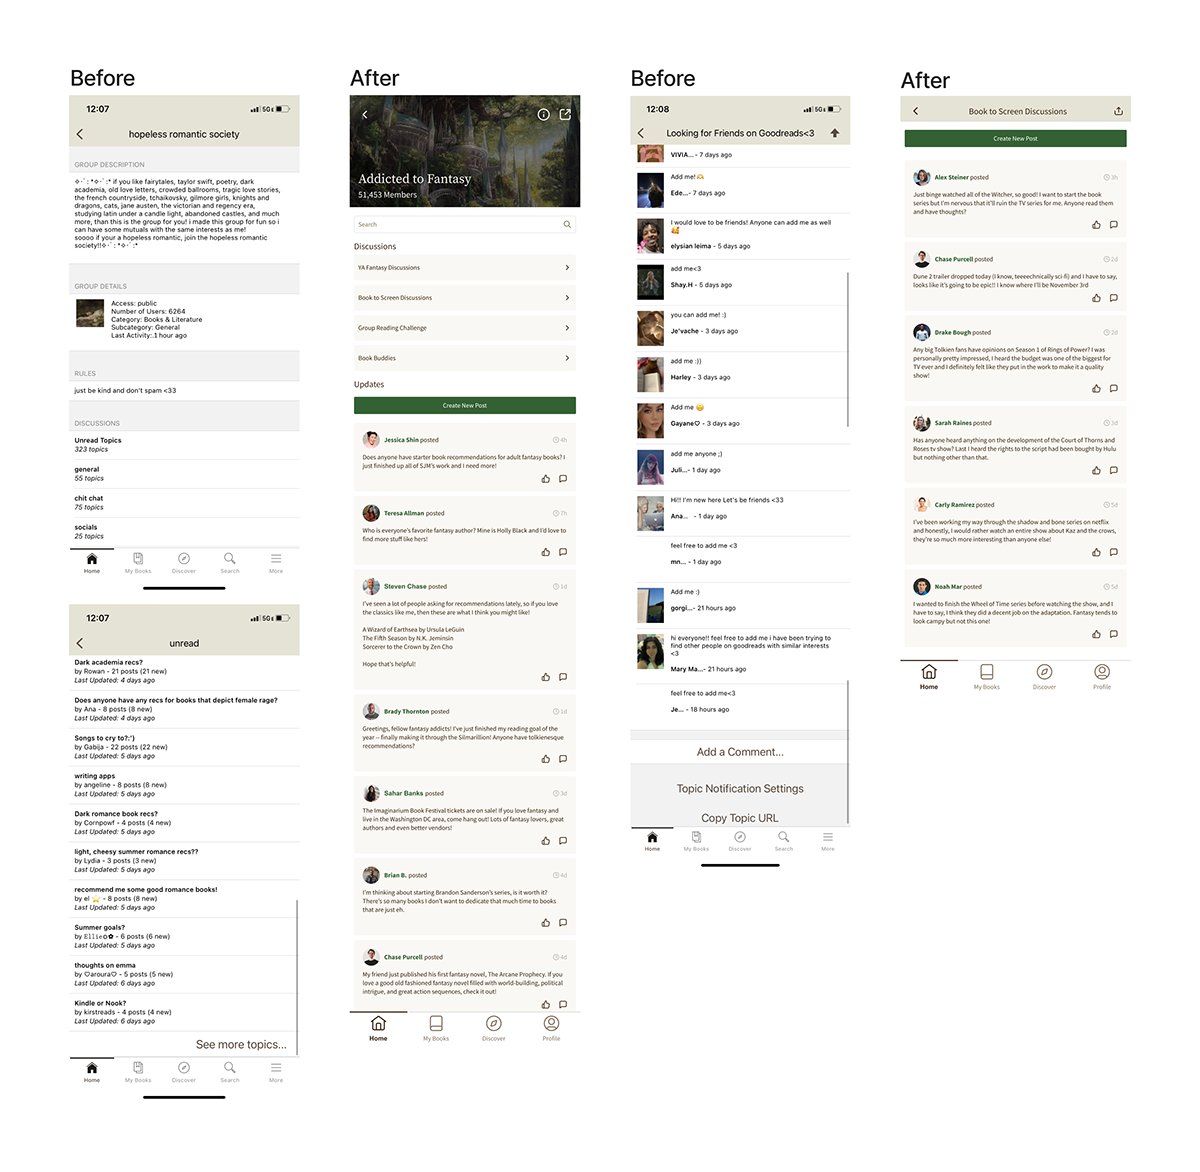 Before
12:07
5GE
hopeless romantic society
GROUP DESCRIPTION
✧･ﾟ: *✧･ﾟ:* if you like fairytales, taylor swift, poetry, dark
academia, old love letters, crowded ballrooms, tragic love stories,
the french countryside, tchaikovsky, gilmore girls, knights and
dragons, cats, jane austen, the victorian and regency era,
studying latin under a candle light, abandoned castles, and much
more, than this is the group for you! i made this group for fun so i
can have some mutuals with the same interests as me!
soooo if your a hopeless romantic, join the hopeless romantic
society!!✧･ﾟ: *✧･ﾟ:*
GROUP DETAILS
Access: public
Number of Users: 6264
Category: Books & Literature
Subcategory: General
Last Activity:.1 hour ago
RULES
just be kind and don't spam <33
DISCUSSIONS
Unread Topics
323 topics
general
55 topics
chit chat
75 topics
socials
25 topics
Home
My Books
Discover
Search
More
12:07
5GE
unread
Dark academia recs?
by Rowan - 21 posts (21 new)
Last Updated: 4 days ago
Does anyone have any recs for books that depict female rage?
by Ana - 8 posts (8 new)
Last Updated: 4 days ago
Songs to cry to?:')
by Gabija - 22 posts (22 new)
Last Updated: 5 days ago
writing apps
by angeline - 8 posts (8 new)
Last Updated: 5 days ago
Dark romance book recs?
by Cornpowf - 4 posts (4 new)
Last Updated: 5 days ago
light, cheesy summer romance recs??
by Lydia - 3 posts (3 new)
Last Updated: 5 days ago
recommend me some good romance books!
by el ⭐ - 8 posts (8 new)
Last Updated: 5 days ago
Summer goals?
by 𝙴𝚕𝚕𝚒𝚎✿✿ - 6 posts (6 new)
Last Updated: 5 days ago
thoughts on emma
by ♡aroura♡ - 5 posts (5 new)
Last Updated: 6 days ago
Kindle or Nook?
by kirstreads - 4 posts (4 new)
Last Updated: 6 days ago
See more topics...
Home
My Books
Discover
Search
More
After
Addicted to Fantasy
51,453 Members
Search
Discussions
YA Fantasy Discussions
Book to Screen Discussions
Group Reading Challenge
Book Buddies
Updates
Create New Post
Jessica Shin posted
4h
Does anyone have starter book recommendations for adult fantasy books? I
just finished up all of SJM's work and I need more!
Teresa Allman posted
7h
Who is everyone's favorite fantasy author? Mine is Holly Black and I'd love to
find more stuff like hers!
Steven Chase posted
1d
I've seen a lot of people asking for recommendations lately, so if you love
the classics like me, then these are what I think you might like!
A Wizard of Earthsea by Ursula LeGuin
The Fifth Season by N.K. Jeminsin
Sorcerer to the Crown by Zen Cho
Hope that's helpful!
Brady Thornton posted
1d
Greetings, fellow fantasy addicts! I've just finished my reading goal of the
year -- finally making it through the Silmarillion! Anyone have tolkienesque
recommendations?
Sahar Banks posted
3d
The Imaginarium Book Festival tickets are on sale! If you love fantasy and
live in the Washington DC area, come hang out! Lots of fantasy lovers, great
authors and even better vendors!
Brian B. posted
4d
I'm thinking about starting Brandon Sanderson's series, is it worth it?
There's so many books I don't want to dedicate that much time to books
that are just eh.
Chase Purcell posted
4d
My friend just published his first fantasy novel, The Arcane Prophecy. If you
love a good old fashioned fantasy novel filled with world-building, political
intrigue, and great action sequences, check it out!
Home
My Books
Discover
Profile
Before
12:08
5GE
Looking for Friends on Goodreads<3
VIVIA... - 7 days ago
Add me!🫶
Ede...- 7 days ago
I would love to be friends! Anyone can add me as well
🥰
elysian leima - 5 days ago
add me<3
Shay.H - 5 days ago
you can add me! :)
Je'vache - 3 days ago
add me :))
Harley - 3 days ago
Add me 🤭
Gayane♡ - 3 days ago
add me anyone ;)
Juli... - 1 day ago
Hi!! I'm new here Let's be friends <33
Ana... - 1 day ago
feel free to add me <3
mn... - 1 day ago
Add me :)
gorgi... - 21 hours ago
hi everyone!! feel free to add me i have been trying to
find other people on goodreads with similar interests
<3
Mary Ma...- 21 hours ago
feel free to add me<3
Je... - 18 hours ago
Add a Comment...
Topic Notification Settings
Copy Topic URL
Home
My Books
Discover
Search
More
After
Book to Screen Discussions
Create New Post
Alex Steiner posted
3h
Just binge watched all of the Witcher, so good! I want to start the book
series but I'm nervous that it'll ruin the TV series for me. Anyone read them
and have thoughts?
Chase Purcell posted
2d
Dune 2 trailer dropped today (I know, teeeechnically sci-fi) and I have to say,
looks like it's going to be epic!! I know where I'll be November 3rd
Drake Bough posted
2d
Any big Tolkien fans have opinions on Season 1 of Rings of Power? I was
personally pretty impressed, I heard the budget was one of the biggest for
TV ever and I definitely felt like they put in the work to make it a quality
show!
Sarah Raines posted
3d
Has anyone heard anything on the development of the Court of Thorns and
Roses tv show? Last I heard the rights to the script had been bought by Hulu
but nothing other than that.
Carly Ramirez posted
5d
I've been working my way through the shadow and bone series on netflix
and honestly, I would rather watch an entire show about Kaz and the crows,
they're so much more interesting than anyone else!
Noah Mar posted
5d
I wanted to finish the Wheel of Time series before watching the show, and I
have to say, I think they did a decent job on the adaptation. Fantasy tends to
look campy but not this one!
Home
My Books
Discover
Profile